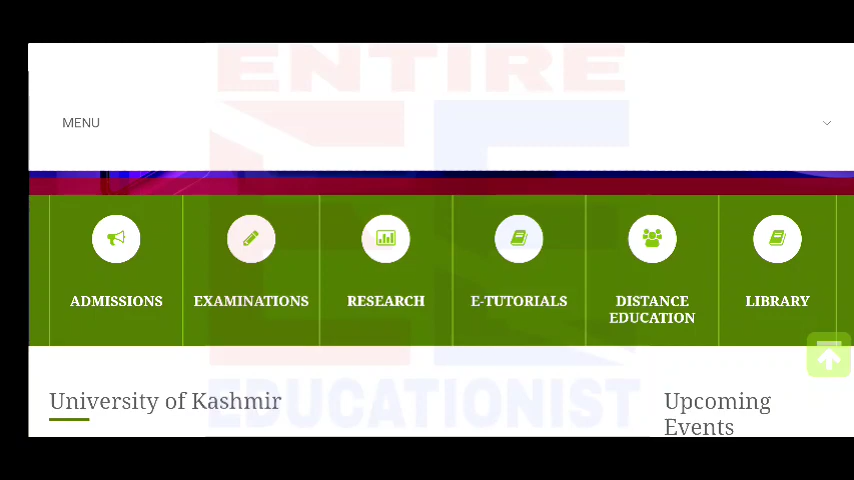 ENTIRE
MENU
ADMISSIONS
EXAMINATIONS
RESEARCH
E-TUTORIALS
DISTANCE
EDUCATION
LIBRARY
EDUCATIONIST
University of Kashmir
Upcoming
Events